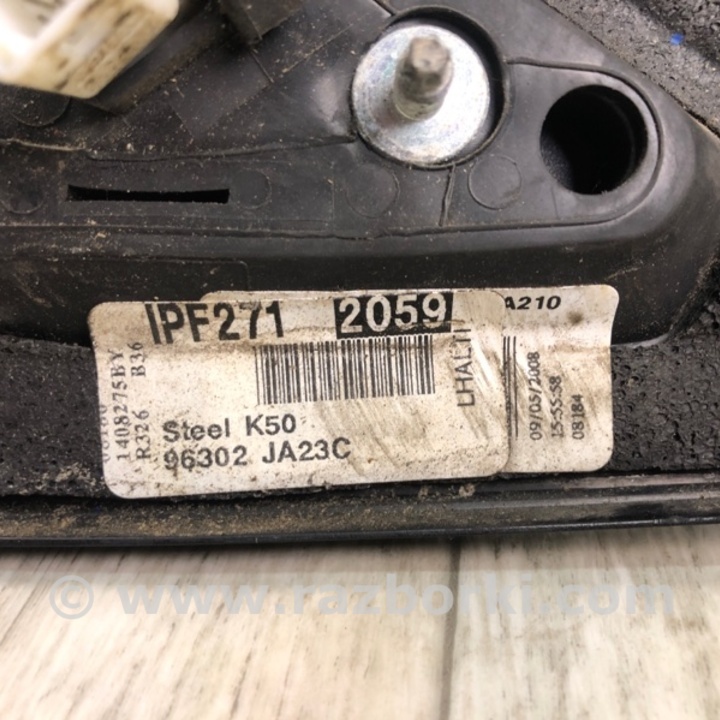 IPF271 2059
A210
LHALTI
Steel K50
96302 JA23C
1408275BY
R326 B36
09/05/2008
15:55:58
08184
© www.razborki.com